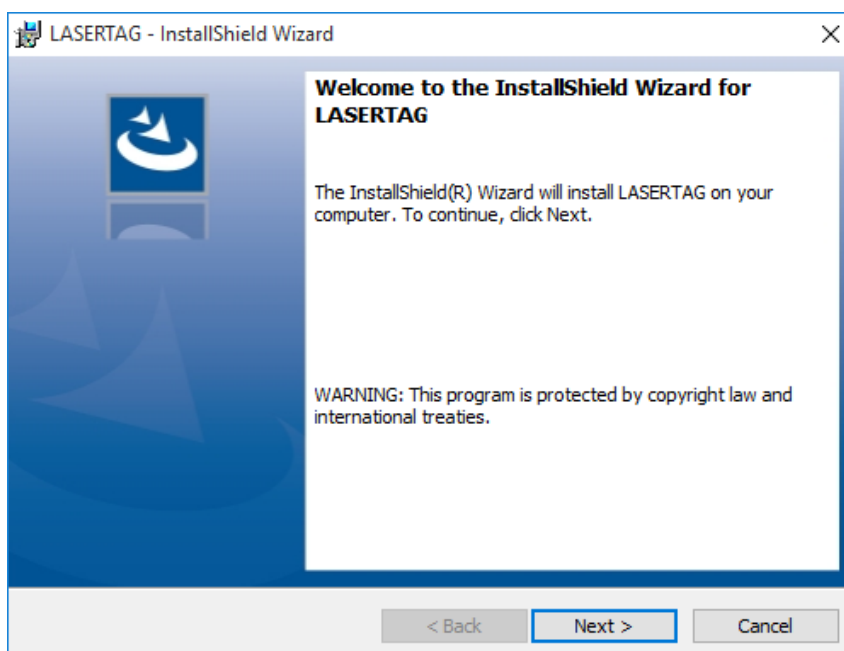 LASERTAG - InstallShield Wizard
Welcome to the InstallShield Wizard for
LASERTAG
The InstallShield(R) Wizard will install LASERTAG on your
computer. To continue, click Next.
WARNING: This program is protected by copyright law and
international treaties.
< Back Next > Cancel